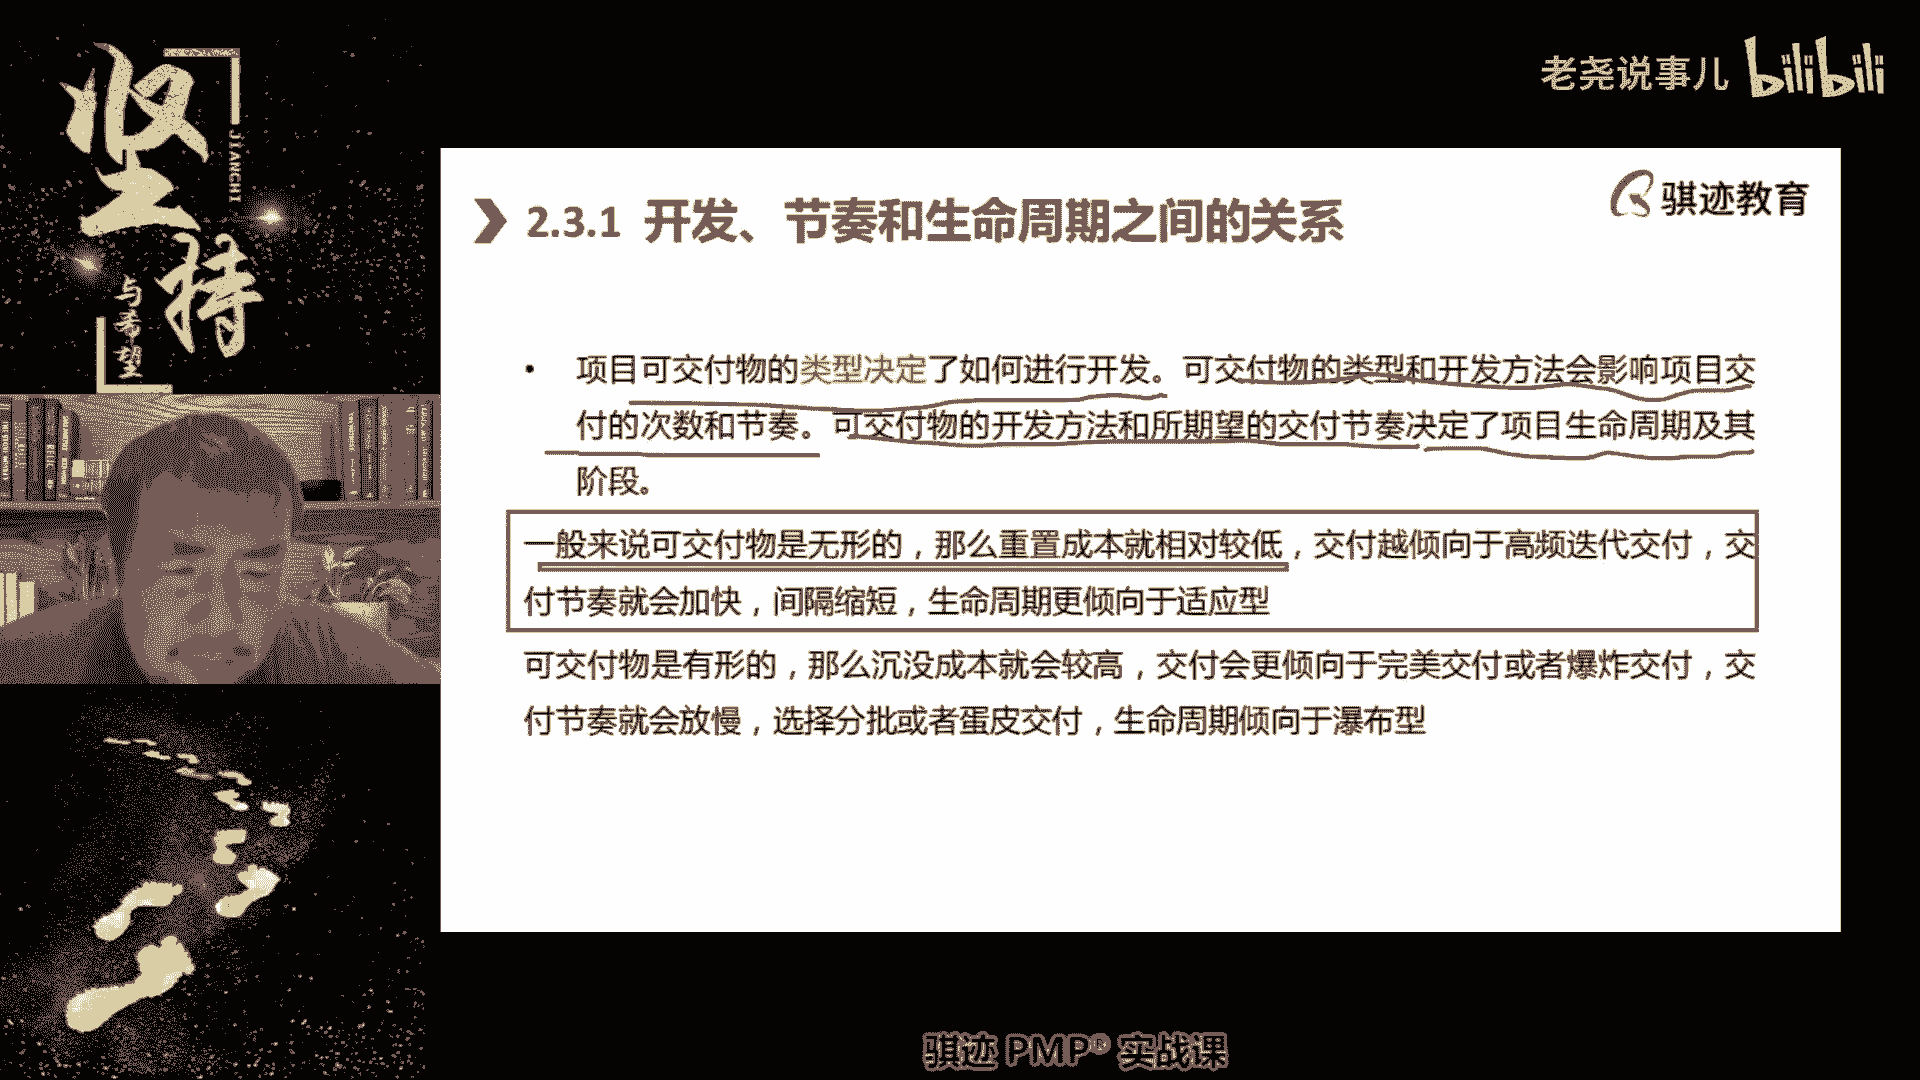 坚持
JIANCHI
与希望
老尧说事儿 bilibili
骐迹教育
2.3.1 开发、节奏和生命周期之间的关系
• 项目可交付物的类型决定了如何进行开发。可交付物的类型和开发方法会影响项目交
付的次数和节奏。可交付物的开发方法和所期望的交付节奏决定了项目生命周期及其
阶段。
一般来说可交付物是无形的，那么重置成本就相对较低，交付越倾向于高频迭代交付，交
付节奏就会加快，间隔缩短，生命周期更倾向于适应型
可交付物是有形的，那么沉没成本就会较高，交付会更倾向于完美交付或者爆炸交付，交
付节奏就会放慢，选择分批或者蛋皮交付，生命周期倾向于瀑布型
骐迹 PMP® 实战课